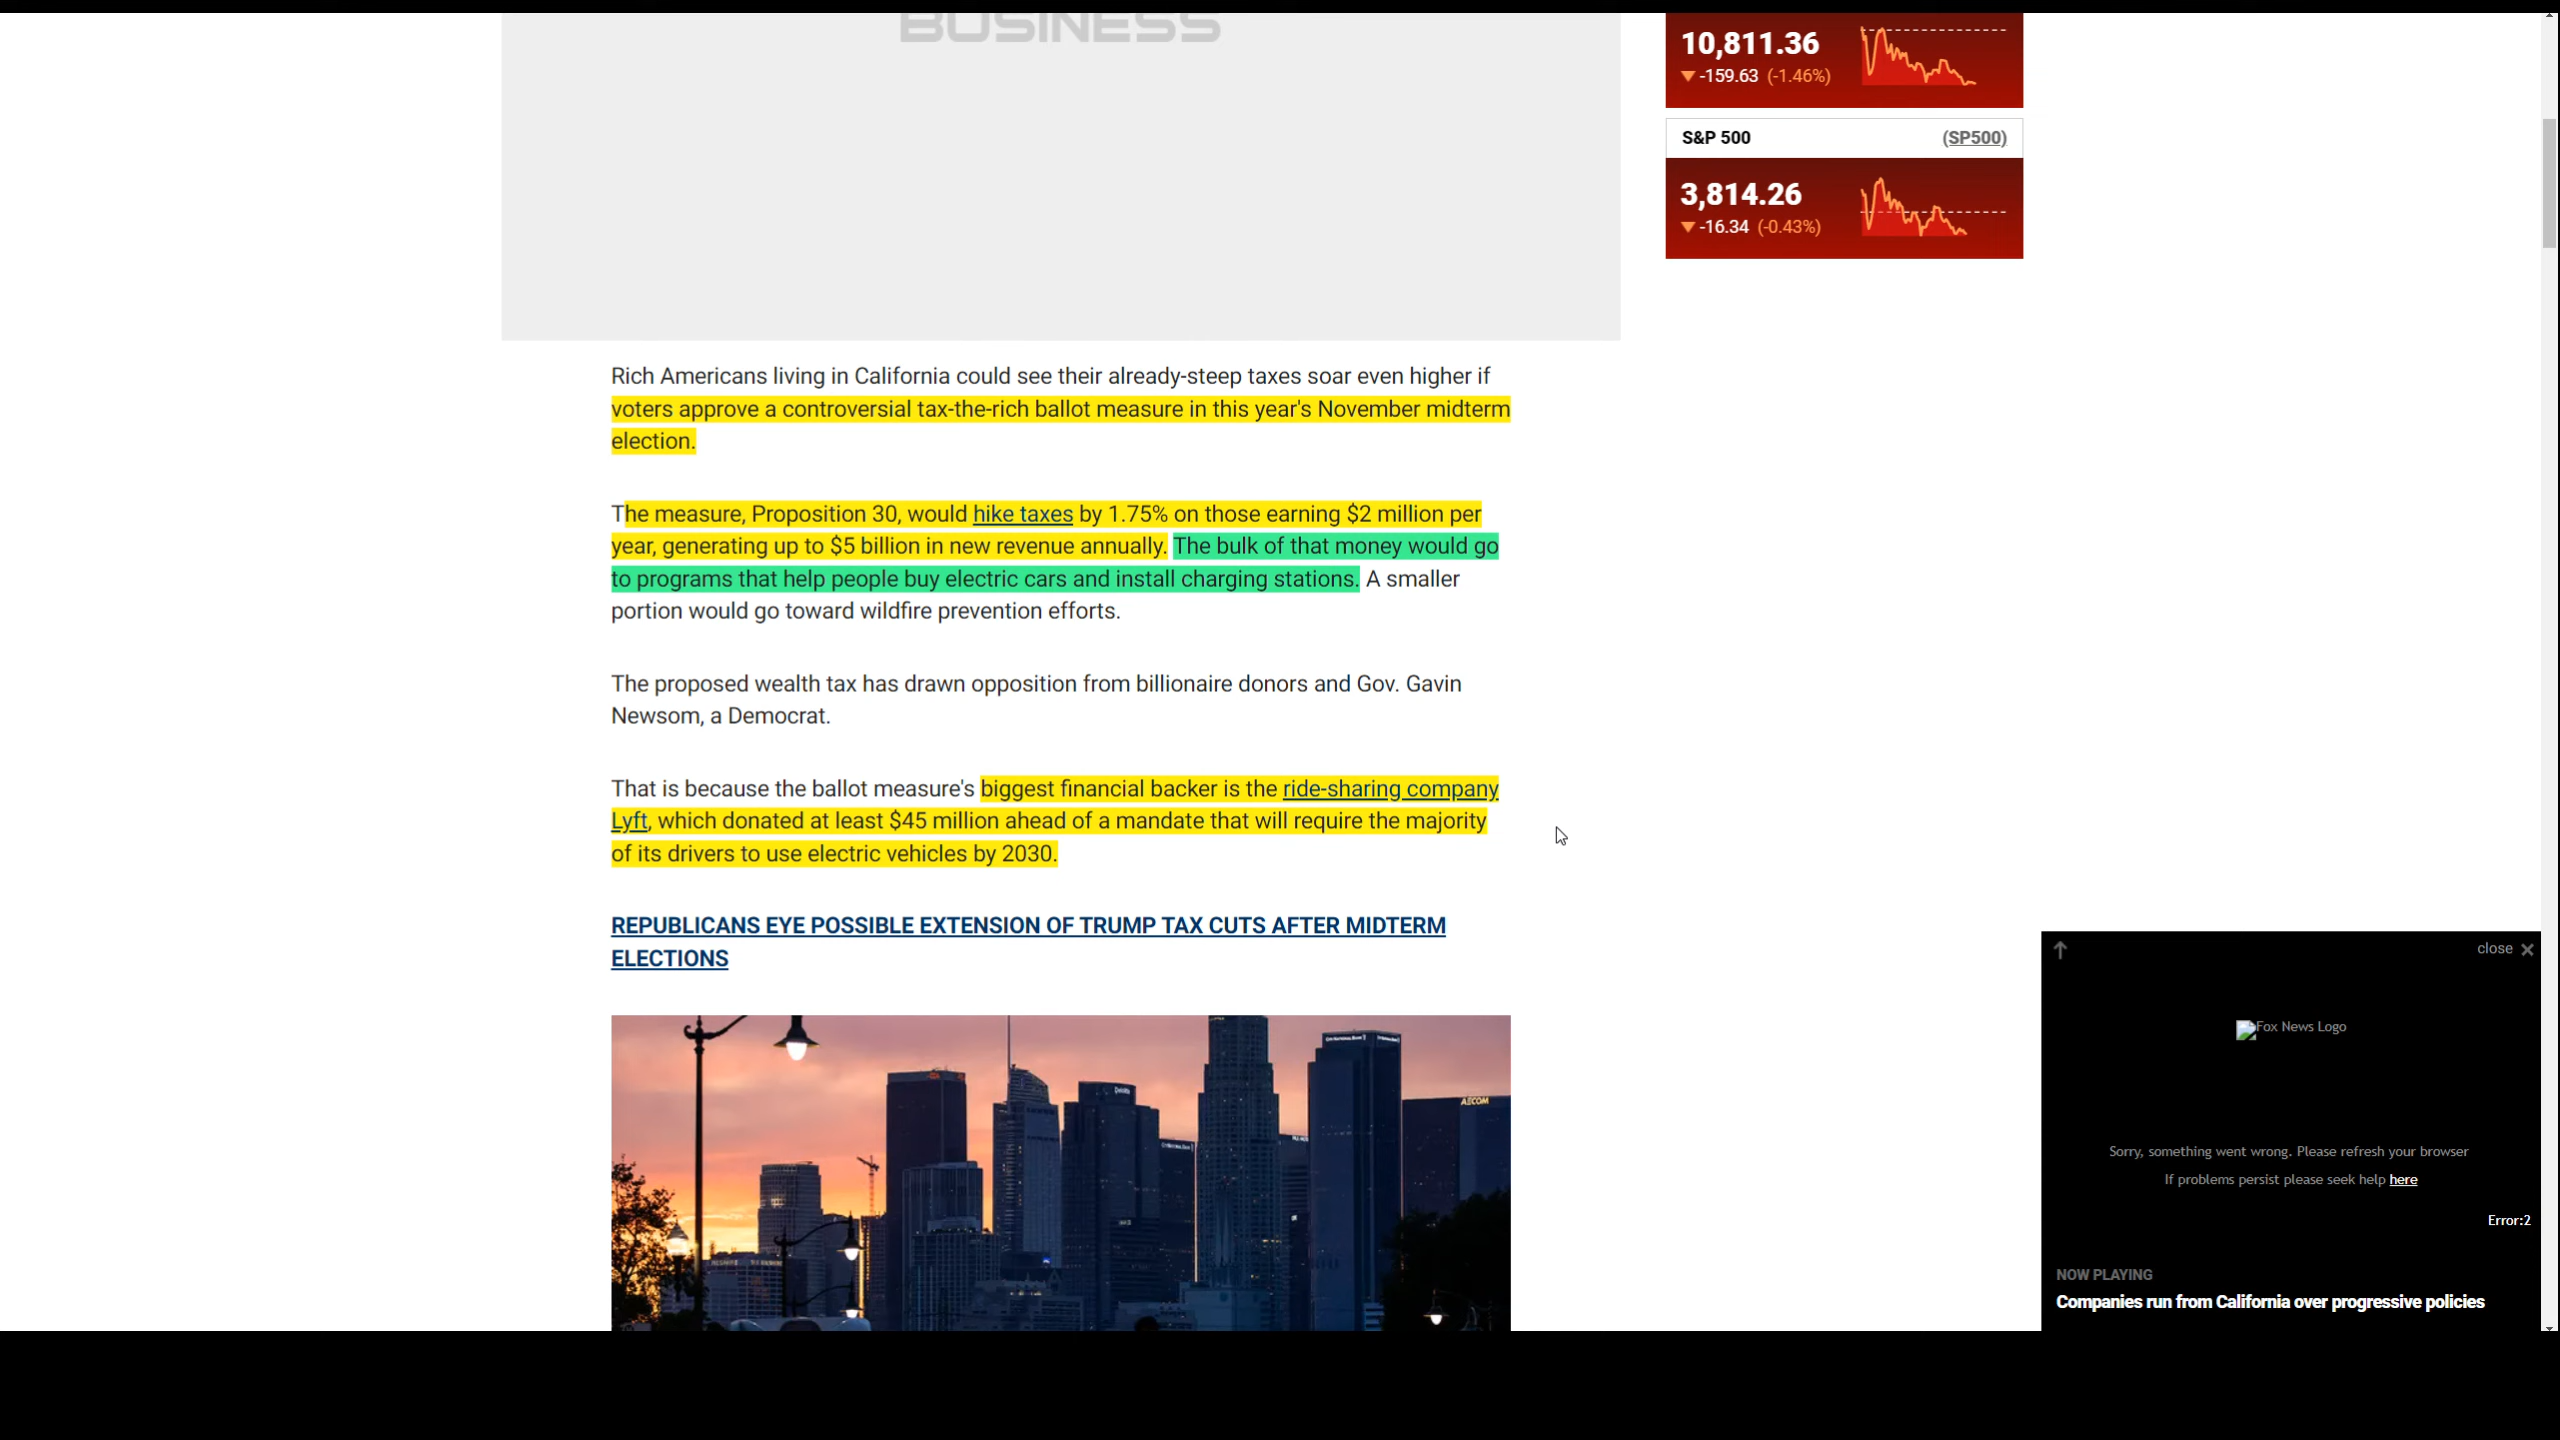 BUSINESS
10,811.36
-159.63 (-1.46%)
S&P 500 (SP500)
3,814.26
-16.34 (-0.43%)
Rich Americans living in California could see their already-steep taxes soar even higher if
voters approve a controversial tax-the-rich ballot measure in this year's November midterm
election.
The measure, Proposition 30, would hike taxes by 1.75% on those earning $2 million per
year, generating up to $5 billion in new revenue annually. The bulk of that money would go
to programs that help people buy electric cars and install charging stations. A smaller
portion would go toward wildfire prevention efforts.
The proposed wealth tax has drawn opposition from billionaire donors and Gov. Gavin
Newsom, a Democrat.
That is because the ballot measure's biggest financial backer is the ride-sharing company
Lyft, which donated at least $45 million ahead of a mandate that will require the majority
of its drivers to use electric vehicles by 2030.
REPUBLICANS EYE POSSIBLE EXTENSION OF TRUMP TAX CUTS AFTER MIDTERM
ELECTIONS
Deloitte
AECOM
close
Fox News Logo
Sorry, something went wrong. Please refresh your browser
If problems persist please seek help here
Error:2
NOW PLAYING
Companies run from California over progressive policies